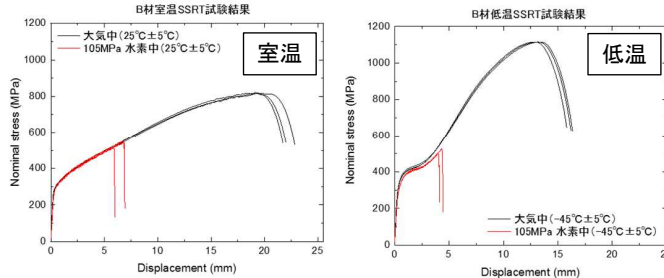 B材室温SSRT試験結果
1200
1000
800
600
400
200
0
0
5
10
15
20
25
Nominal stress (MPa)
Displacement (mm)
大気中(25℃±5℃)
105MPa 水素中(25℃±5℃)
室温
B材低温SSRT試験結果
1200
1000
800
600
400
200
0
0
5
10
15
20
25
Nominal stress (MPa)
Displacement (mm)
低温
大気中(-45℃±5℃)
105MPa 水素中(-45℃±5℃)